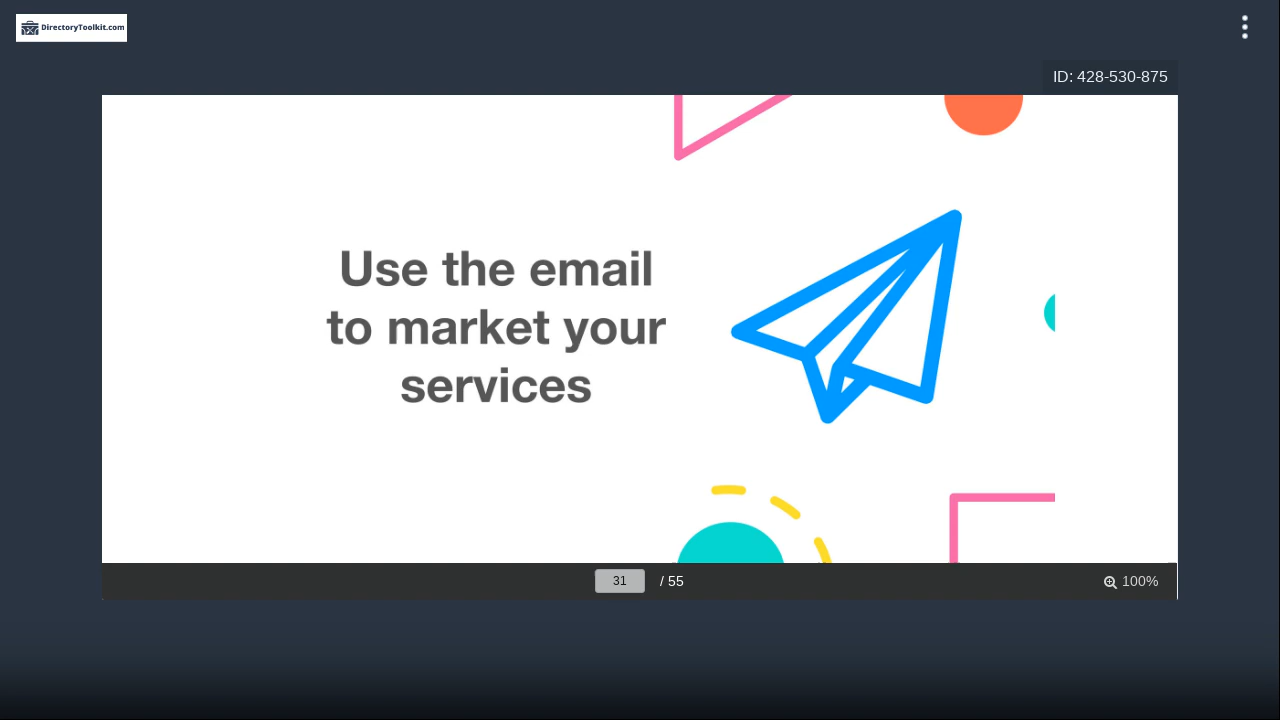 DirectoryToolkit.com
ID: 428-530-875
Use the email
to market your
services
31 / 55
100%